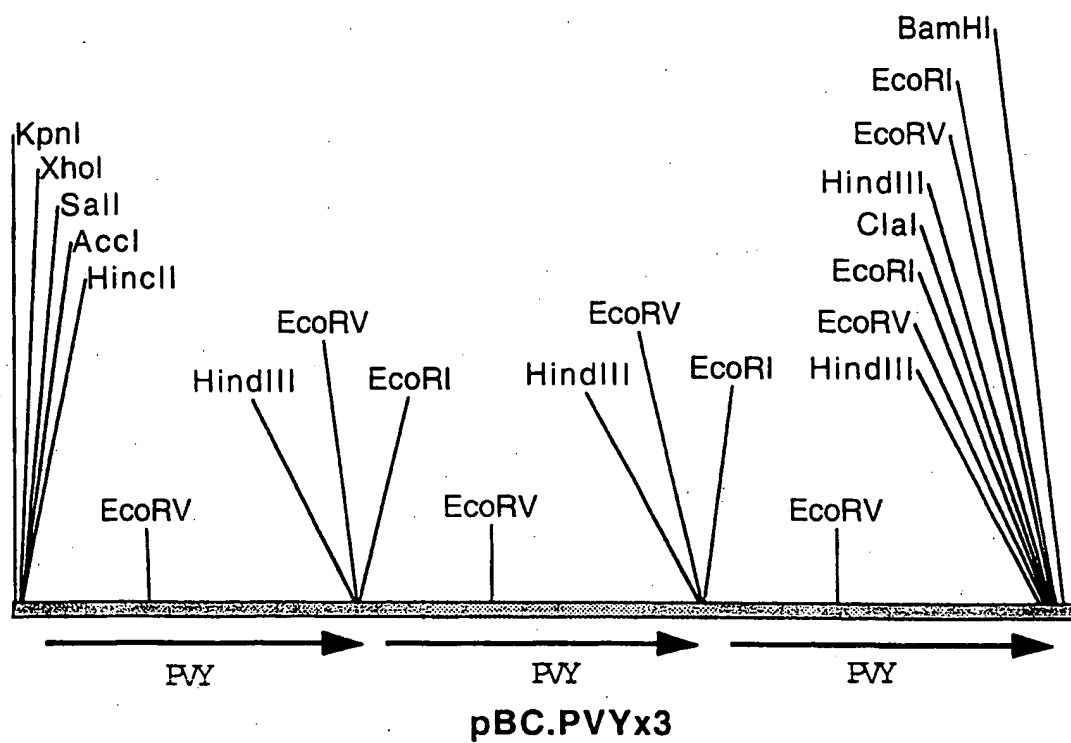 BamHI
EcoRI
EcoRV
HindIII
ClaI
EcoRI
EcoRV
HindIII
KpnI
XhoI
SalI
AccI
HincII
EcoRV
HindIII
EcoRI
EcoRV
HindIII
EcoRI
EcoRV
EcoRV
EcoRV
PVY
PVY
PVY
pBC.PVYx3